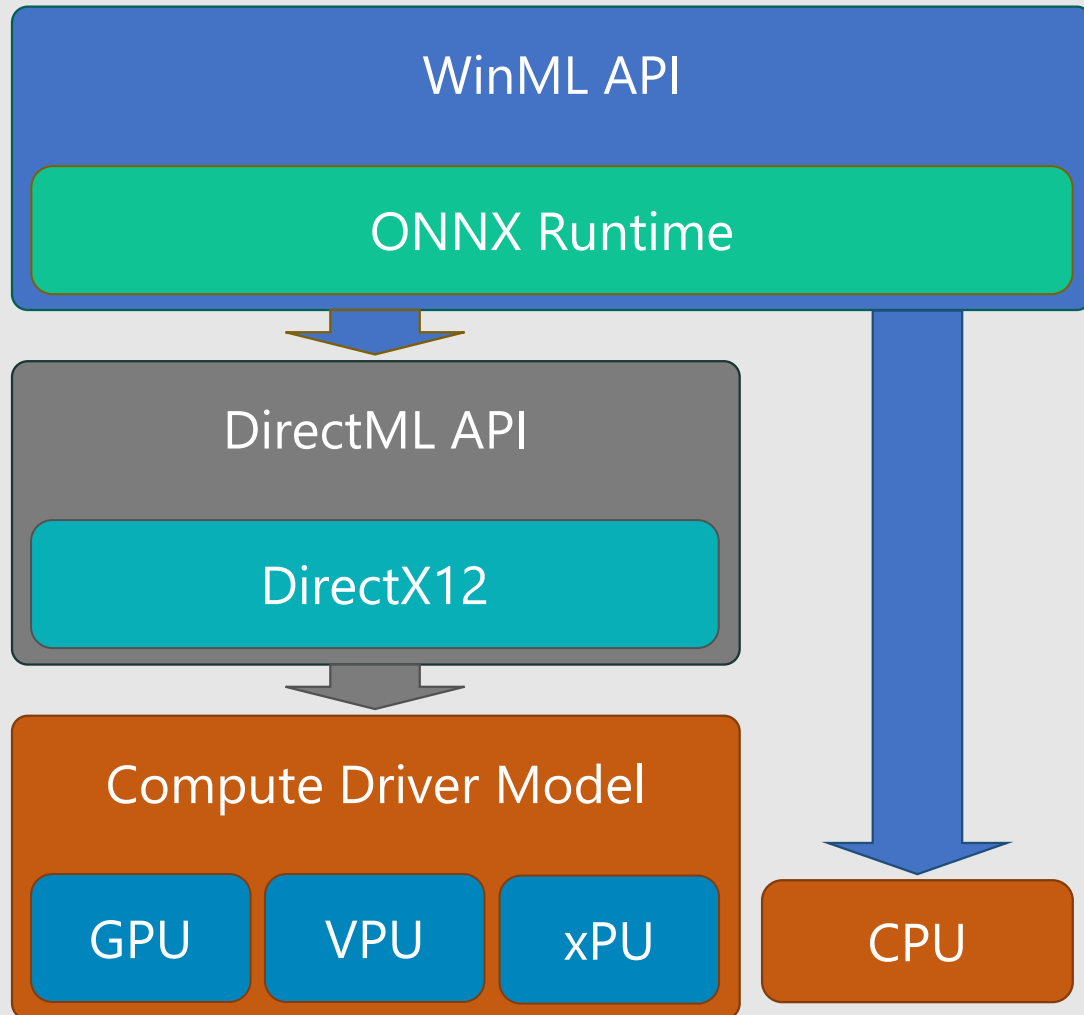 WinML API
ONNX Runtime
DirectML API
DirectX12
Compute Driver Model
GPU
VPU
xPU
CPU